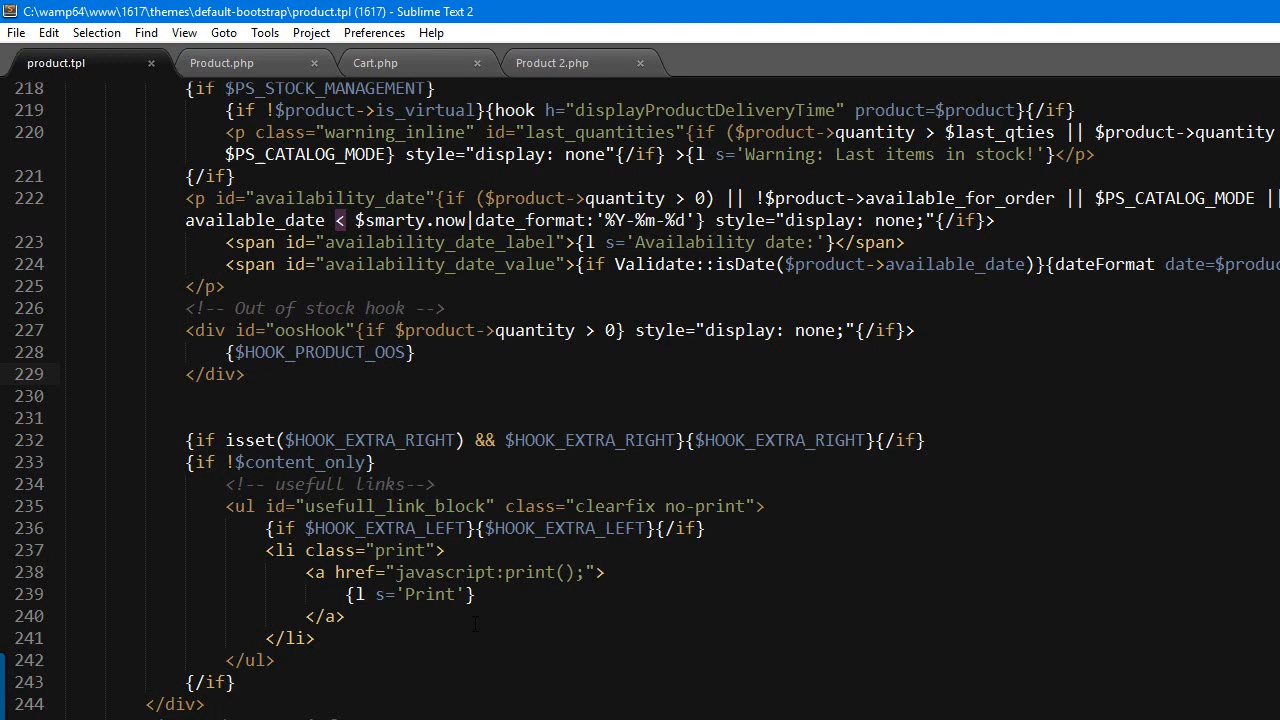 C:\wamp64\www\1617\themes\default-bootstrap\product.tpl (1617) - Sublime Text 2
File Edit Selection Find View Goto Tools Project Preferences Help
product.tpl × Product.php × Cart.php × Product 2.php ×
218 {if $PS_STOCK_MANAGEMENT}
219 {if !$product->is_virtual}{hook h="displayProductDeliveryTime" product=$product}{/if}
220 <p class="warning_inline" id="last_quantities"{if ($product->quantity > $last_qties || $product->quantity
$PS_CATALOG_MODE} style="display: none"{/if} >{l s='Warning: Last items in stock!'}</p>
221 {/if}
222 <p id="availability_date"{if ($product->quantity > 0) || !$product->available_for_order || $PS_CATALOG_MODE ||
available_date < $smarty.now|date_format:'%Y-%m-%d'} style="display: none;"{/if}>
223 <span id="availability_date_label">{l s='Availability date:'}</span>
224 <span id="availability_date_value">{if Validate::isDate($product->available_date)}{dateFormat date=$produc
225 </p>
226 <!-- Out of stock hook -->
227 <div id="oosHook"{if $product->quantity > 0} style="display: none;"{/if}>
228 {$HOOK_PRODUCT_OOS}
229 </div>
230
231
232 {if isset($HOOK_EXTRA_RIGHT) && $HOOK_EXTRA_RIGHT}{$HOOK_EXTRA_RIGHT}{/if}
233 {if !$content_only}
234 <!-- usefull links-->
235 <ul id="usefull_link_block" class="clearfix no-print">
236 {if $HOOK_EXTRA_LEFT}{$HOOK_EXTRA_LEFT}{/if}
237 <li class="print">
238 <a href="javascript:print();">
239 {l s='Print'}
240 </a>
241 </li>
242 </ul>
243 {/if}
244 </div>